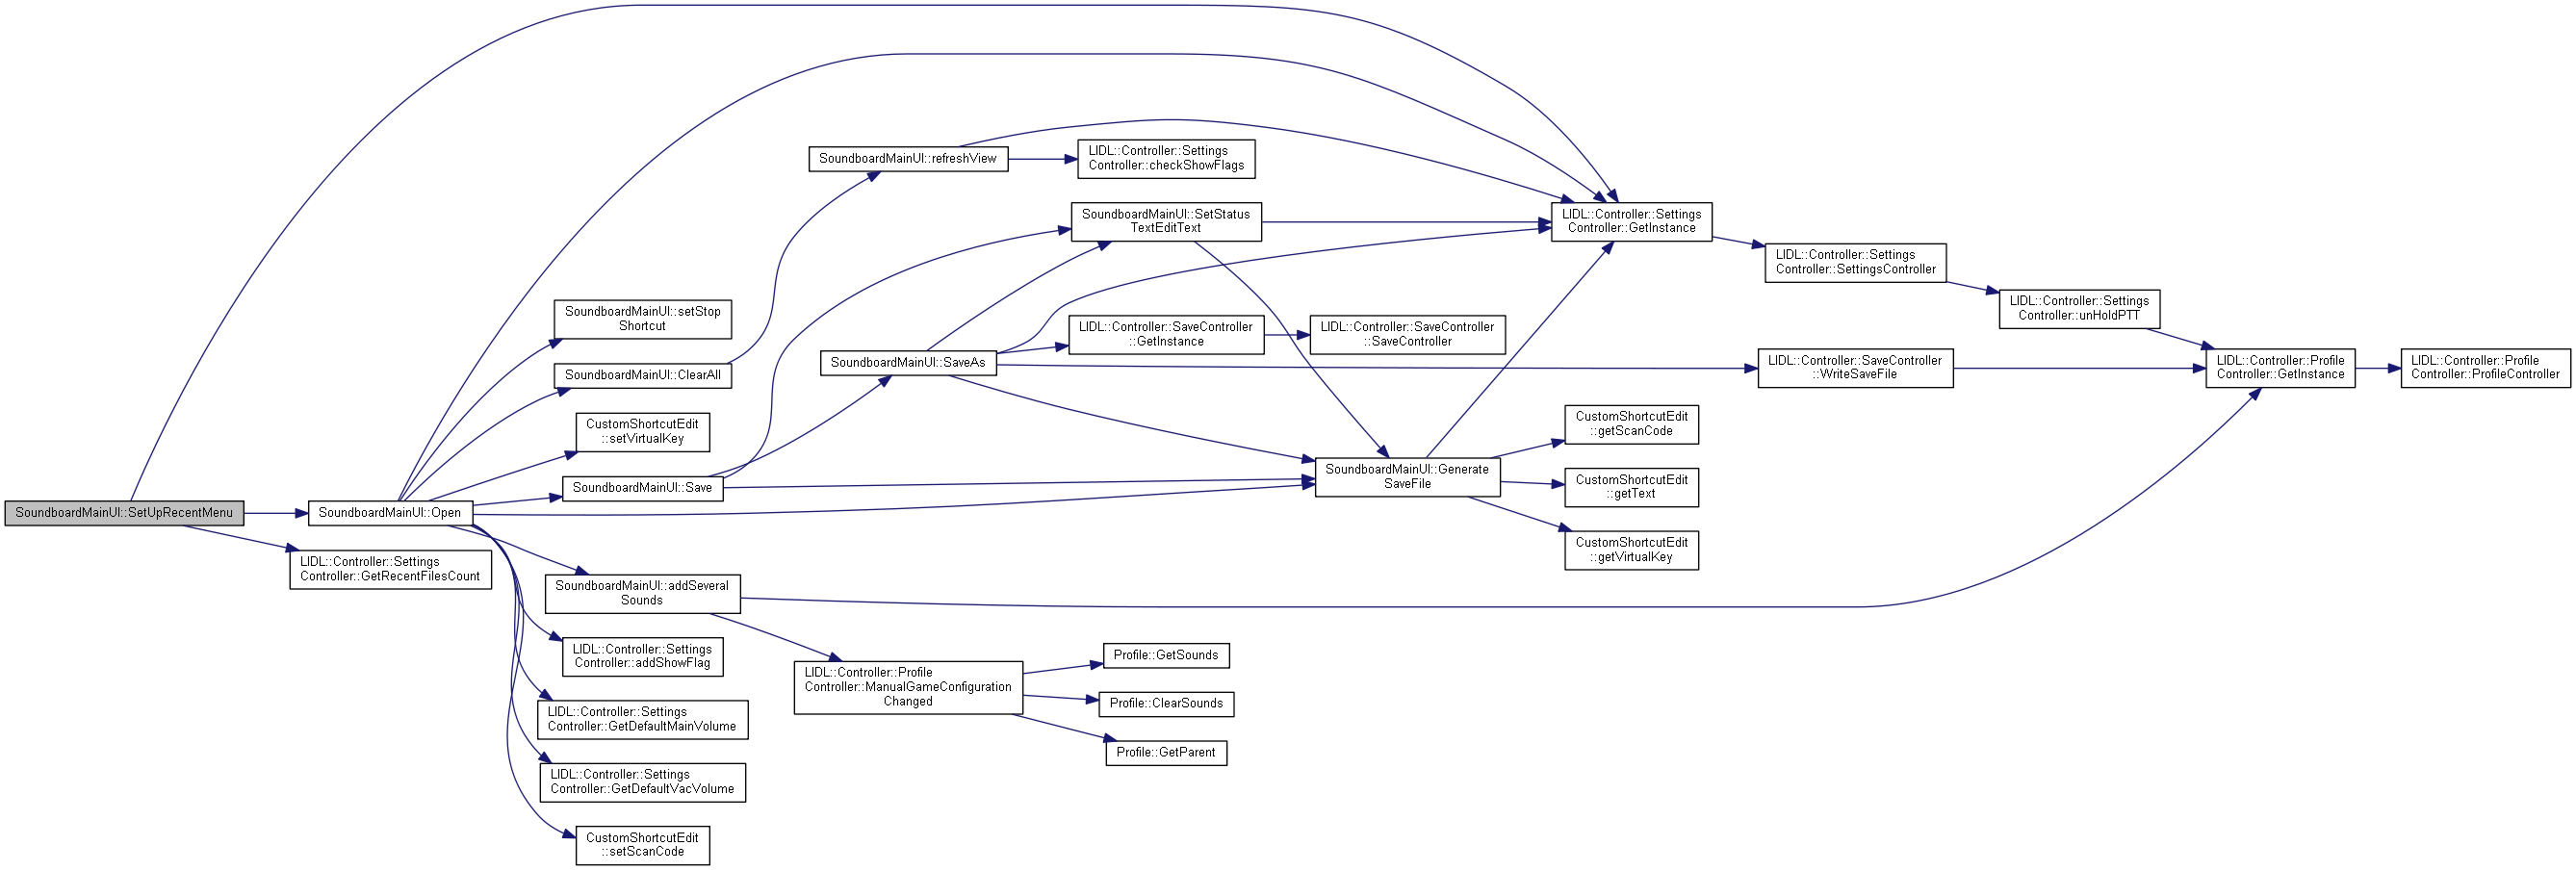 SoundboardMainUI::SetUpRecentMenu
SoundboardMainUI::Open
LIDL::Controller::Settings
Controller::GetRecentFilesCount
SoundboardMainUI::setStop
Shortcut
SoundboardMainUI::ClearAll
CustomShortcutEdit
::setVirtualKey
SoundboardMainUI::Save
SoundboardMainUI::addSeveral
Sounds
LIDL::Controller::Settings
Controller::addShowFlag
LIDL::Controller::Settings
Controller::GetDefaultMainVolume
LIDL::Controller::Settings
Controller::GetDefaultVacVolume
CustomShortcutEdit
::setScanCode
SoundboardMainUI::refreshView
SoundboardMainUI::SaveAs
LIDL::Controller::Profile
Controller::ManualGameConfiguration
Changed
LIDL::Controller::Settings
Controller::checkShowFlags
SoundboardMainUI::SetStatus
TextEditText
LIDL::Controller::SaveController
::GetInstance
Profile::GetSounds
Profile::ClearSounds
Profile::GetParent
LIDL::Controller::SaveController
::SaveController
SoundboardMainUI::Generate
SaveFile
LIDL::Controller::Settings
Controller::GetInstance
CustomShortcutEdit
::getScanCode
CustomShortcutEdit
::getText
CustomShortcutEdit
::getVirtualKey
LIDL::Controller::Settings
Controller::SettingsController
LIDL::Controller::SaveController
::WriteSaveFile
LIDL::Controller::Settings
Controller::unHoldPTT
LIDL::Controller::Profile
Controller::GetInstance
LIDL::Controller::Profile
Controller::ProfileController